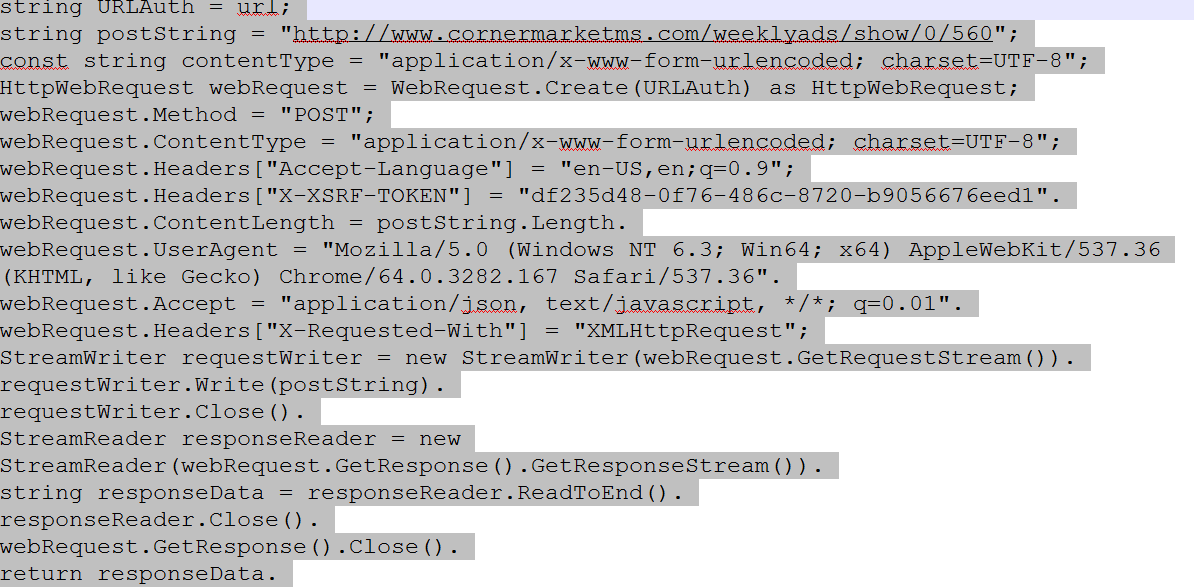 string URLAuth = url;
string postString = "http://www.cornermarketms.com/weeklyads/show/0/560";
const string contentType = "application/x-www-form-urlencoded; charset=UTF-8";
HttpWebRequest webRequest = WebRequest.Create(URLAuth) as HttpWebRequest;
webRequest.Method = "POST";
webRequest.ContentType = "application/x-www-form-urlencoded; charset=UTF-8";
webRequest.Headers["Accept-Language"] = "en-US,en;q=0.9";
webRequest.Headers["X-XSRF-TOKEN"] = "df235d48-0f76-486c-8720-b9056676eed1".
webRequest.ContentLength = postString.Length.
webRequest.UserAgent = "Mozilla/5.0 (Windows NT 6.3; Win64; x64) AppleWebKit/537.36
(KHTML, like Gecko) Chrome/64.0.3282.167 Safari/537.36".
webRequest.Accept = "application/json, text/javascript, */*; q=0.01".
webRequest.Headers["X-Requested-With"] = "XMLHttpRequest";
StreamWriter requestWriter = new StreamWriter(webRequest.GetRequestStream()).
requestWriter.Write(postString).
requestWriter.Close().
StreamReader responseReader = new
StreamReader(webRequest.GetResponse().GetResponseStream()).
string responseData = responseReader.ReadToEnd().
responseReader.Close().
webRequest.GetResponse().Close().
return responseData.